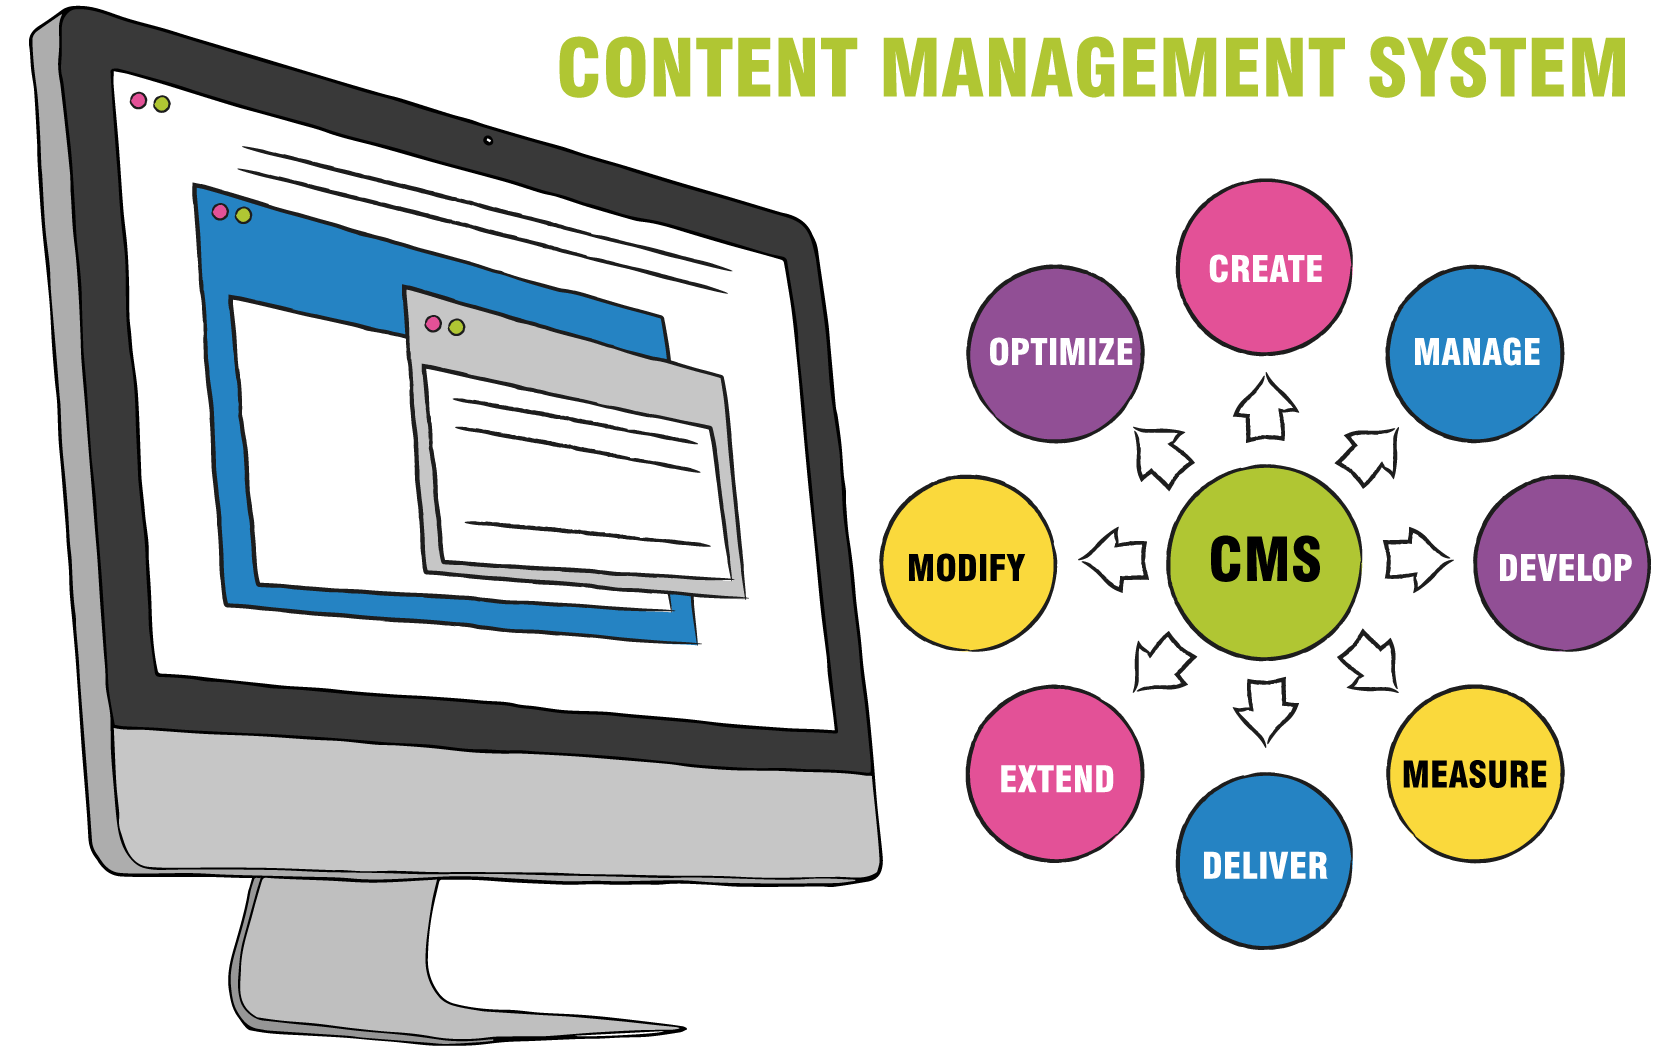 CONTENT MANAGEMENT SYSTEM
CREATE
OPTIMIZE
MANAGE
MODIFY
CMS
DEVELOP
EXTEND
MEASURE
DELIVER